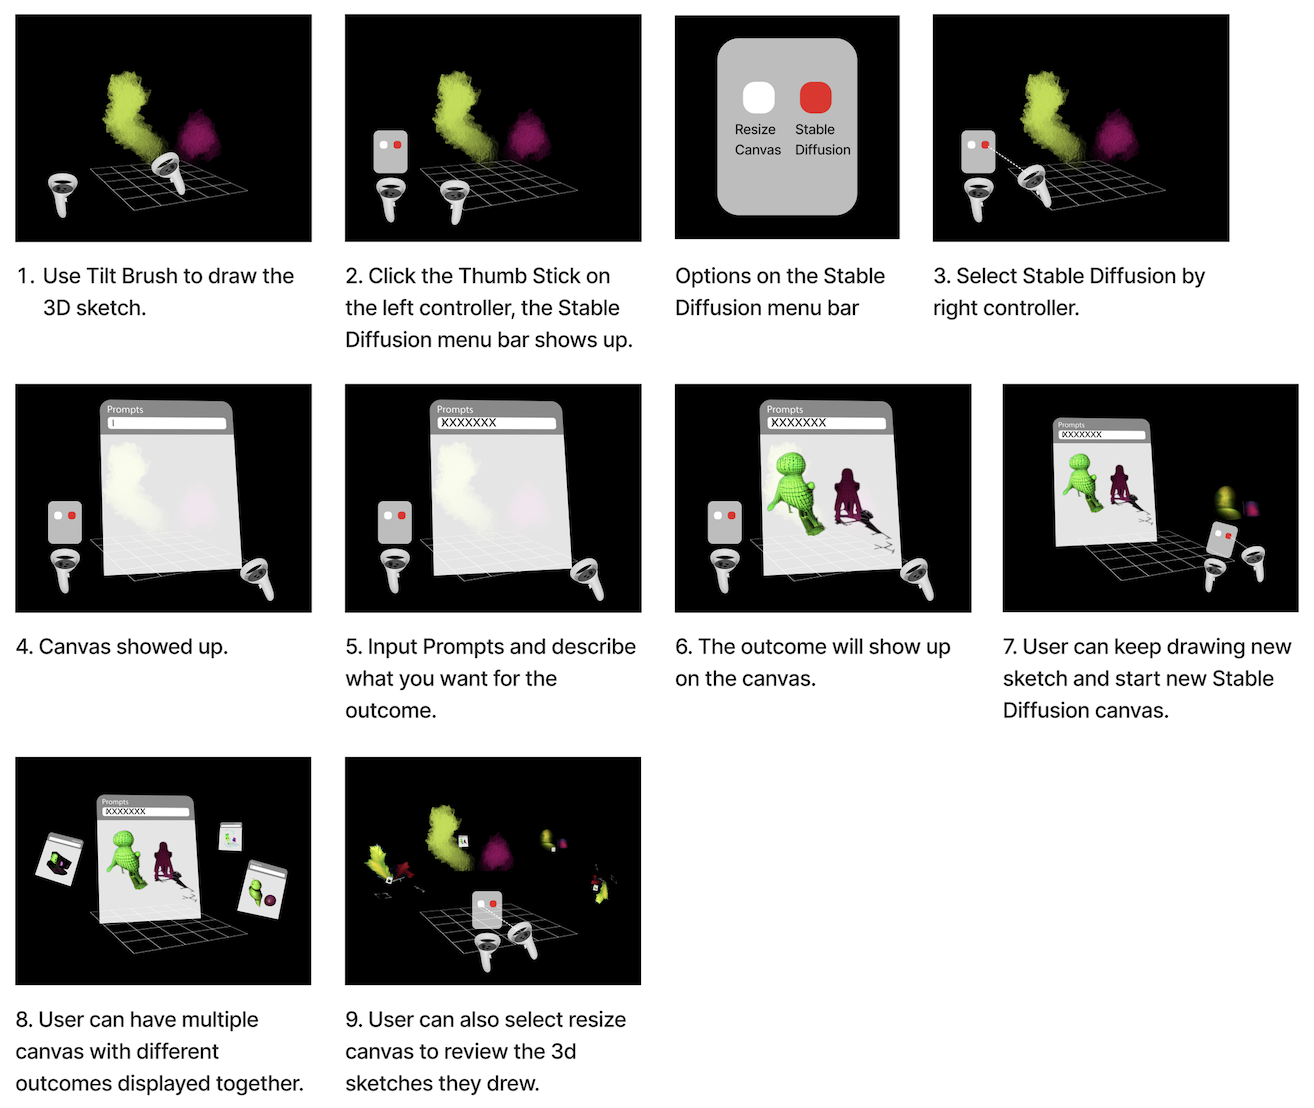 1. Use Tilt Brush to draw the
3D sketch.
2. Click the Thumb Stick on
the left controller, the Stable
Diffusion menu bar shows up.
Resize
Canvas
Stable
Diffusion
Options on the Stable
Diffusion menu bar
3. Select Stable Diffusion by
right controller.
Prompts
4. Canvas showed up.
Prompts
XXXXXXX
5. Input Prompts and describe
what you want for the
outcome.
Prompts
XXXXXXX
6. The outcome will show up
on the canvas.
Prompts
XXXXXXX
7. User can keep drawing new
sketch and start new Stable
Diffusion canvas.
Prompts
XXXXXXX
8. User can have multiple
canvas with different
outcomes displayed together.
9. User can also select resize
canvas to review the 3d
sketches they drew.